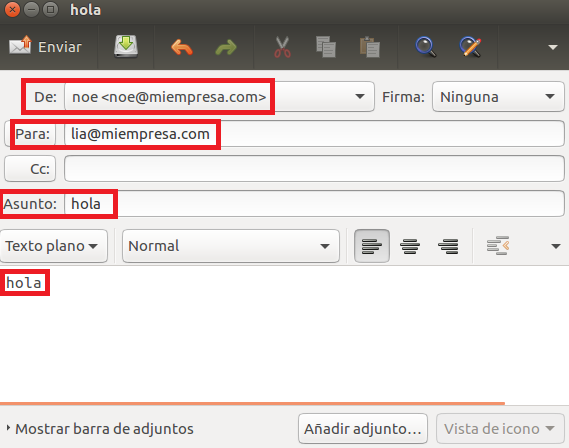 hola
Enviar
De: noe <noe@miempresa.com> Firma: Ninguna
Para: lia@miempresa.com
Cc:
Asunto: hola
Texto plano Normal
hola
Mostrar barra de adjuntos Añadir adjunto... Vista de icono